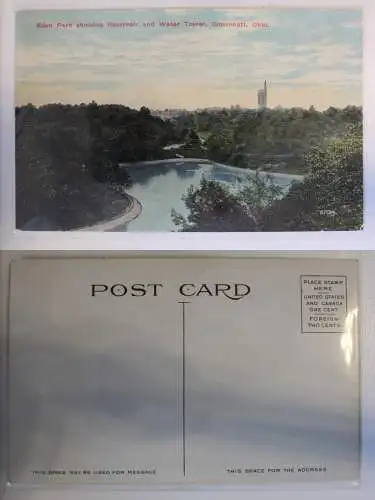 Eden Park showing Reservoir and Water Tower, Cincinnati, Ohio.
POST CARD
PLACE STAMP
HERE
UNITED STATES
AND CANADA
ONE CENT
FOREIGN
TWO CENTS
THIS SPACE MAY BE USED FOR MESSAGE
THIS SPACE FOR THE ADDRESS